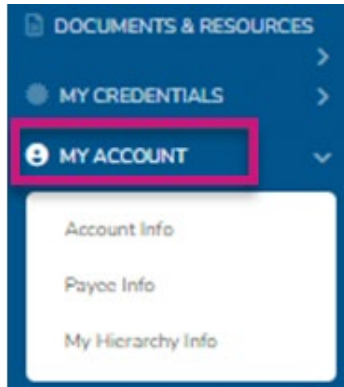 DOCUMENTS & RESOURCES
MY CREDENTIALS
MY ACCOUNT
Account Info
Payee Info
My Hierarchy Info